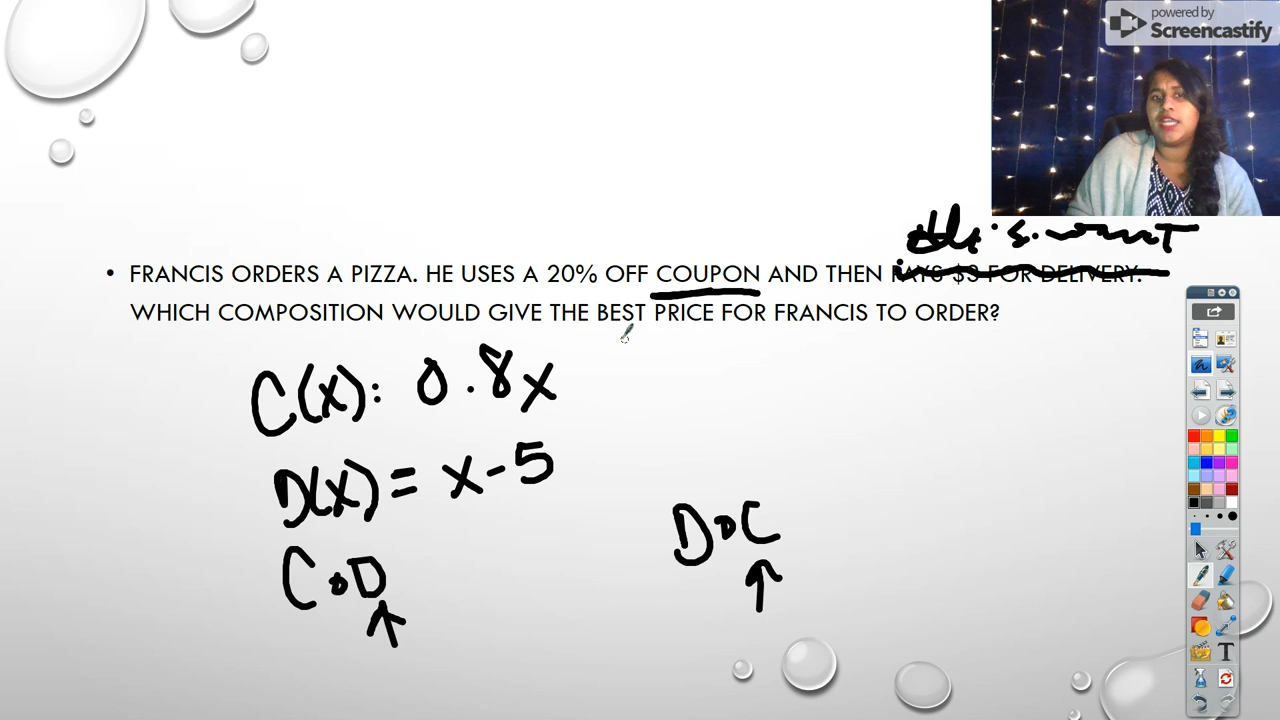 powered by
Screencastify
• FRANCIS ORDERS A PIZZA. HE USES A 20% OFF COUPON AND THEN PAYS $3 FOR DELIVERY.
WHICH COMPOSITION WOULD GIVE THE BEST PRICE FOR FRANCIS TO ORDER?
C(x): 0.8x
D(x) = x-5
C∘D
D∘C
T